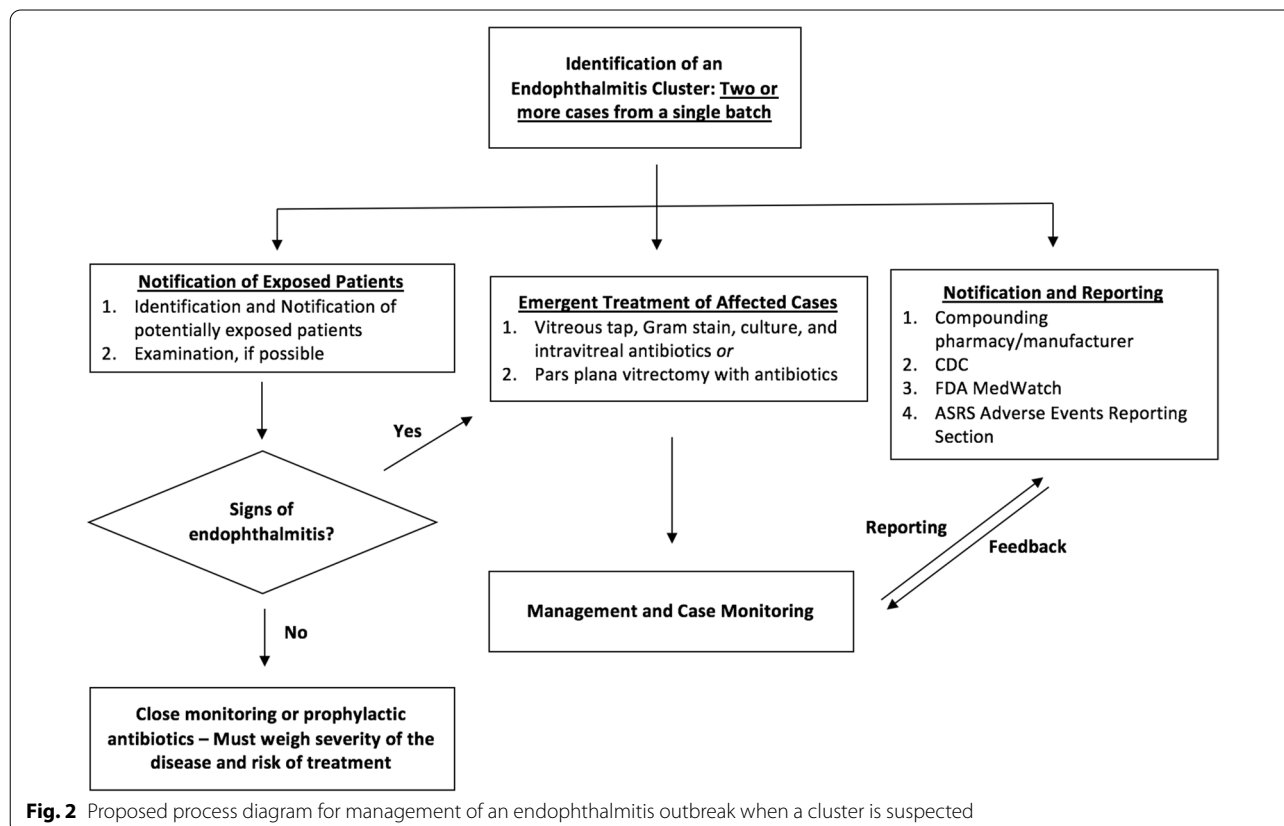 Identification of an
Endophthalmitis Cluster: Two or
more cases from a single batch
Notification of Exposed Patients
1. Identification and Notification of
potentially exposed patients
2. Examination, if possible
Emergent Treatment of Affected Cases
1. Vitreous tap, Gram stain, culture, and
intravitreal antibiotics or
2. Pars plana vitrectomy with antibiotics
Notification and Reporting
1. Compounding
pharmacy/manufacturer
2. CDC
3. FDA MedWatch
4. ASRS Adverse Events Reporting
Section
Yes
Signs of
endophthalmitis?
Reporting
Feedback
Management and Case Monitoring
No
Close monitoring or prophylactic
antibiotics – Must weigh severity of the
disease and risk of treatment
Fig. 2 Proposed process diagram for management of an endophthalmitis outbreak when a cluster is suspected